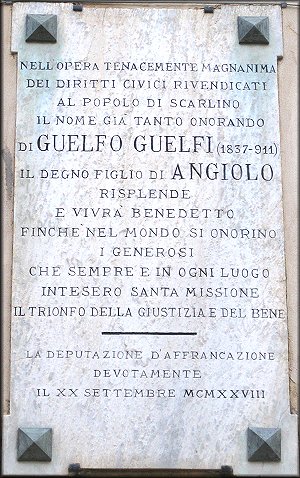 NELL'OPERA TENACEMENTE MAGNANIMA
DEI DIRITTI CIVICI RIVENDICATI
AL POPOLO DI SCARLINO
IL NOME GIÀ TANTO ONORANDO
DI GUELFO GUELFI (1837-911)
IL DEGNO FIGLIO DI ANGIOLO
RISPLENDE
E VIVRÀ BENEDETTO
FINCHÈ NEL MONDO SI ONORINO
I GENEROSI
CHE SEMPRE E IN OGNI LUOGO
INTESERO SANTA MISSIONE
IL TRIONFO DELLA GIUSTIZIA E DEL BENE
LA DEPUTAZIONE D'AFFRANCAZIONE
DEVOTAMENTE
IL XX SETTEMBRE MCMXXVIII